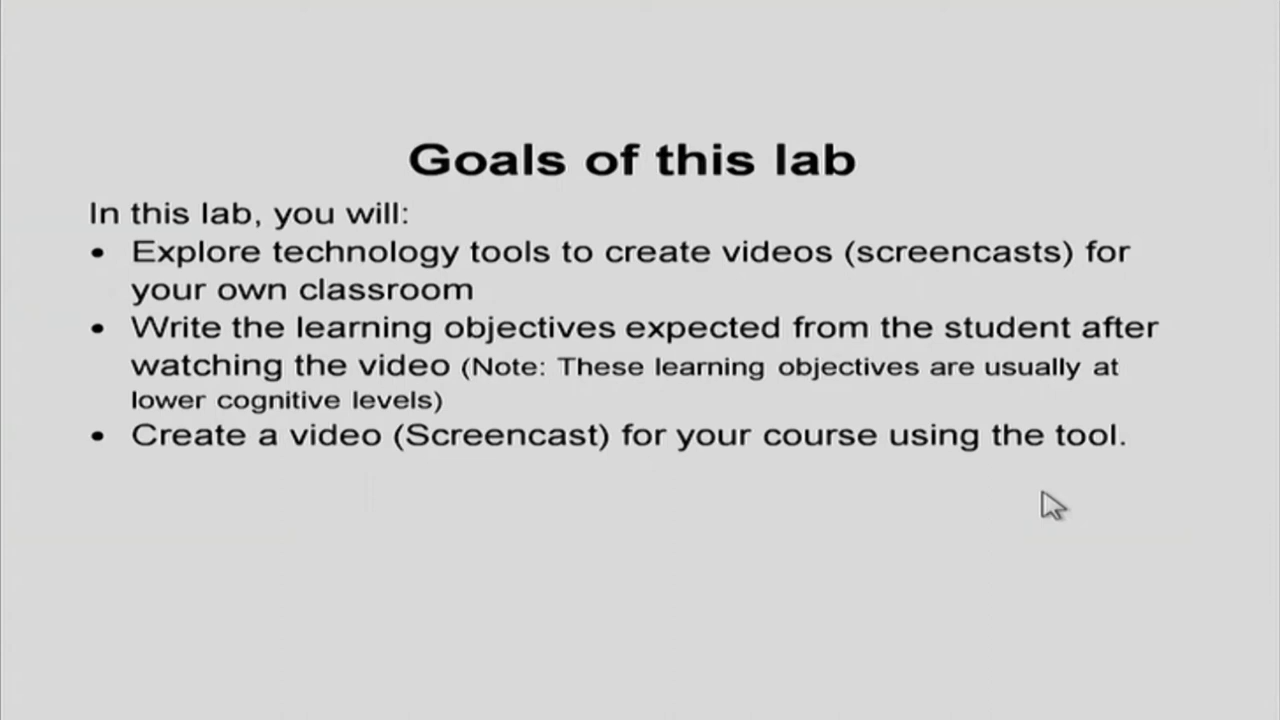 Goals of this lab
In this lab, you will:
• Explore technology tools to create videos (screencasts) for
your own classroom
• Write the learning objectives expected from the student after
watching the video (Note: These learning objectives are usually at
lower cognitive levels)
• Create a video (Screencast) for your course using the tool.